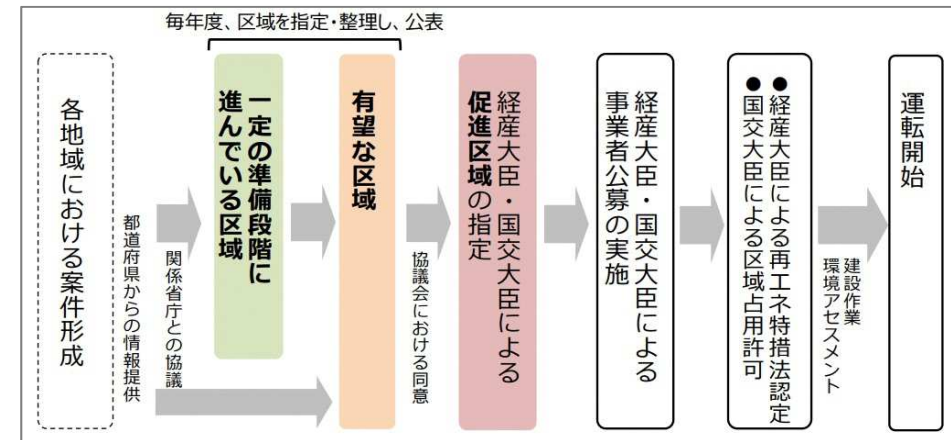 毎年度、区域を指定・整理し、公表
各地域における案件形成
都道府県からの情報提供
関係省庁との協議
一定の準備段階に
進んでいる区域
有望な区域
協議会における同意
経産大臣・国交大臣による
促進区域の指定
経産大臣・国交大臣による
事業者公募の実施
●経産大臣による再エネ特措法認定
●国交大臣による区域占用許可
建設作業
環境アセスメント
運転開始